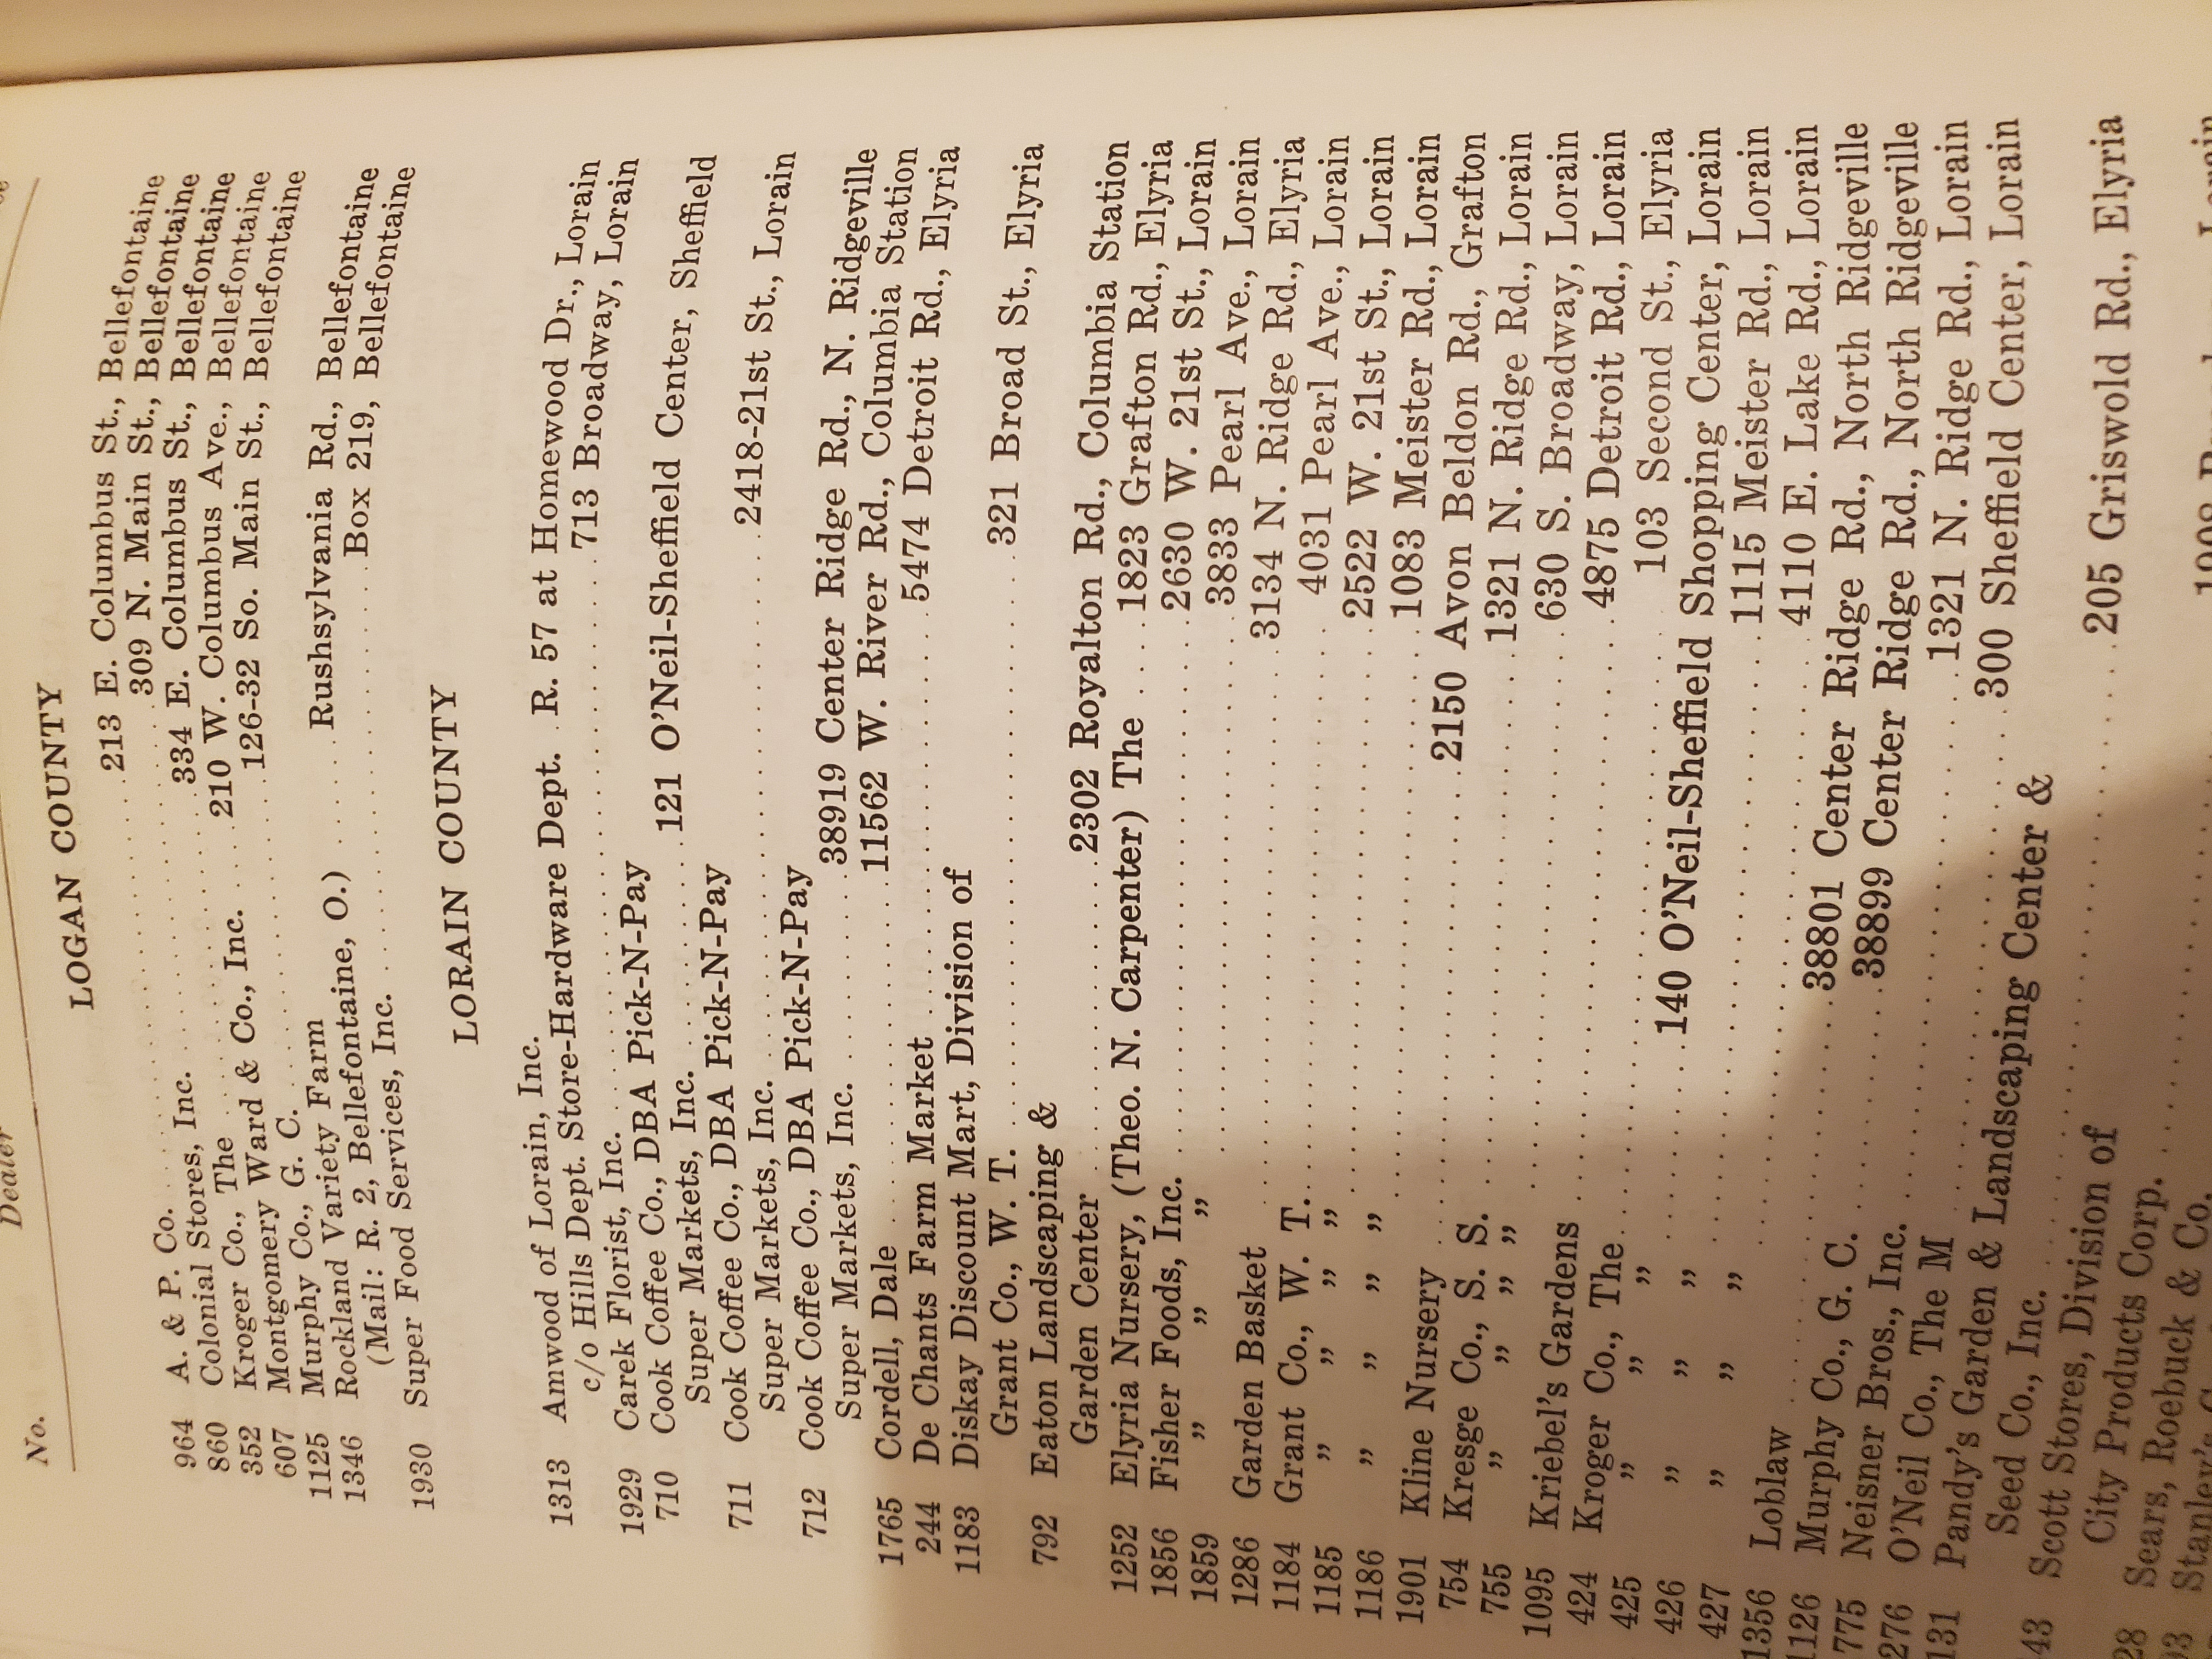 No. Dealer
LOGAN COUNTY
964 A. & P. Co. 213 E. Columbus St., Bellefontaine
860 Colonial Stores, Inc. 309 N. Main St., Bellefontaine
352 Kroger Co., The 334 E. Columbus St., Bellefontaine
607 Montgomery Ward & Co., Inc. 210 W. Columbus Ave., Bellefontaine
1125 Murphy Co., G. C. 126-32 So. Main St., Bellefontaine
1346 Rockland Variety Farm
(Mail: R. 2, Bellefontaine, O.) Rushsylvania Rd., Bellefontaine
1930 Super Food Services, Inc. Box 219, Bellefontaine
LORAIN COUNTY
1313 Amwood of Lorain, Inc.
c/o Hills Dept. Store-Hardware Dept. R. 57 at Homewood Dr., Lorain
1929 Carek Florist, Inc. 713 Broadway, Lorain
710 Cook Coffee Co., DBA Pick-N-Pay
Super Markets, Inc. 121 O'Neil-Sheffield Center, Sheffield
711 Cook Coffee Co., DBA Pick-N-Pay
Super Markets, Inc. 2418-21st St., Lorain
712 Cook Coffee Co., DBA Pick-N-Pay
Super Markets, Inc. 38919 Center Ridge Rd., N. Ridgeville
1765 Cordell, Dale 11562 W. River Rd., Columbia Station
244 De Chants Farm Market 5474 Detroit Rd., Elyria
1183 Diskay Discount Mart, Division of
Grant Co., W. T. 321 Broad St., Elyria
792 Eaton Landscaping &
Garden Center 2302 Royalton Rd., Columbia Station
1252 Elyria Nursery, (Theo. N. Carpenter) The 1823 Grafton Rd., Elyria
1856 Fisher Foods, Inc. 2630 W. 21st St., Lorain
1859 ,, ,, ,, 3833 Pearl Ave., Lorain
1286 Garden Basket 3134 N. Ridge Rd., Elyria
1184 Grant Co., W. T. 4031 Pearl Ave., Lorain
1185 ,, ,, ,, ,, 2522 W. 21st St., Lorain
1186 ,, ,, ,, ,, 1083 Meister Rd., Lorain
1901 Kline Nursery 2150 Avon Beldon Rd., Grafton
754 Kresge Co., S. S. 1321 N. Ridge Rd., Lorain
755 ,, ,, ,, ,, 630 S. Broadway, Lorain
1095 Kriebel's Gardens 4875 Detroit Rd., Lorain
424 Kroger Co., The 103 Second St., Elyria
425 ,, ,, ,, 140 O'Neil-Sheffield Shopping Center, Lorain
426 ,, ,, ,, 1115 Meister Rd., Lorain
427 ,, ,, ,, 4110 E. Lake Rd., Lorain
1356 Loblaw 38801 Center Ridge Rd., North Ridgeville
1126 Murphy Co., G. C. 38899 Center Ridge Rd., North Ridgeville
775 Neisner Bros., Inc. 1321 N. Ridge Rd., Lorain
276 O'Neil Co., The M 300 Sheffield Center, Lorain
131 Pandy's Garden & Landscaping Center &
Seed Co., Inc. 205 Griswold Rd., Elyria
43 Scott Stores, Division of
City Products Corp.
28 Sears, Roebuck & Co.